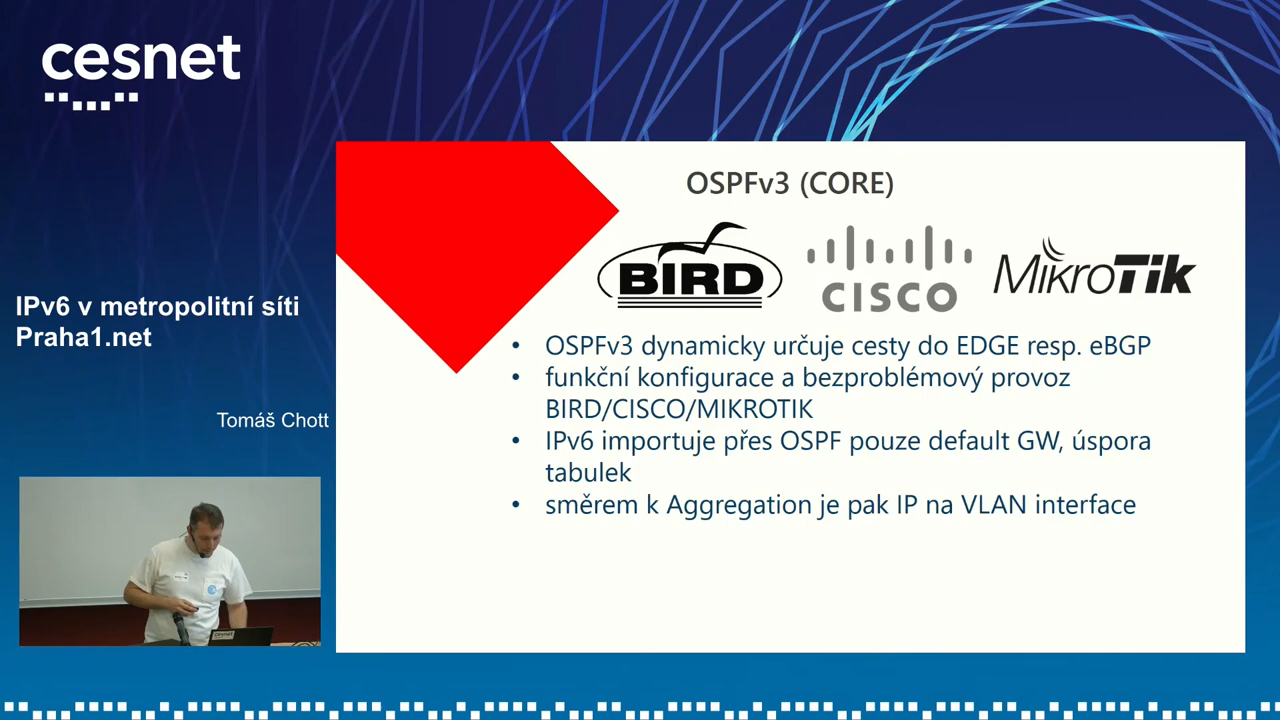 cesnet
IPv6 v metropolitní síti
Praha1.net
Tomáš Chott
OSPFv3 (CORE)
BIRD
CISCO
MikroTik
• OSPFv3 dynamicky určuje cesty do EDGE resp. eBGP
• funkční konfigurace a bezproblémový provoz
BIRD/CISCO/MIKROTIK
• IPv6 importuje přes OSPF pouze default GW, úspora
tabulek
• směrem k Aggregation je pak IP na VLAN interface
cesnet